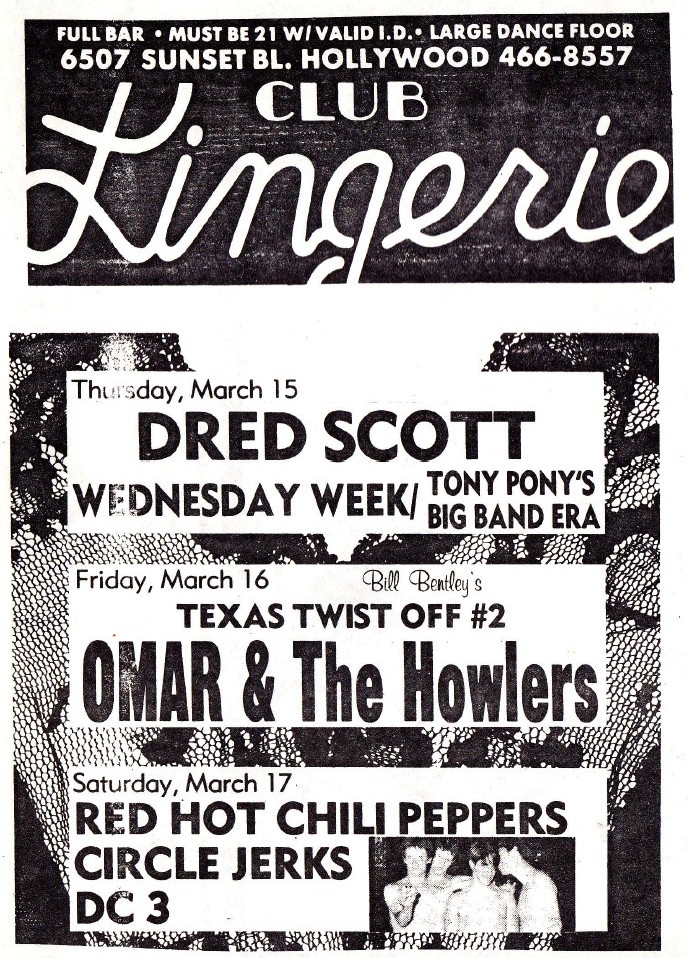 FULL BAR • MUST BE 21 W/ VALID I.D. • LARGE DANCE FLOOR
6507 SUNSET BL. HOLLYWOOD 466-8557
CLUB
Lingerie
Thursday, March 15
DRED SCOTT
WEDNESDAY WEEK/ TONY PONY'S
BIG BAND ERA
Friday, March 16 Bill Bentley's
TEXAS TWIST OFF #2
OMAR & The Howlers
Saturday, March 17
RED HOT CHILI PEPPERS
CIRCLE JERKS
DC 3